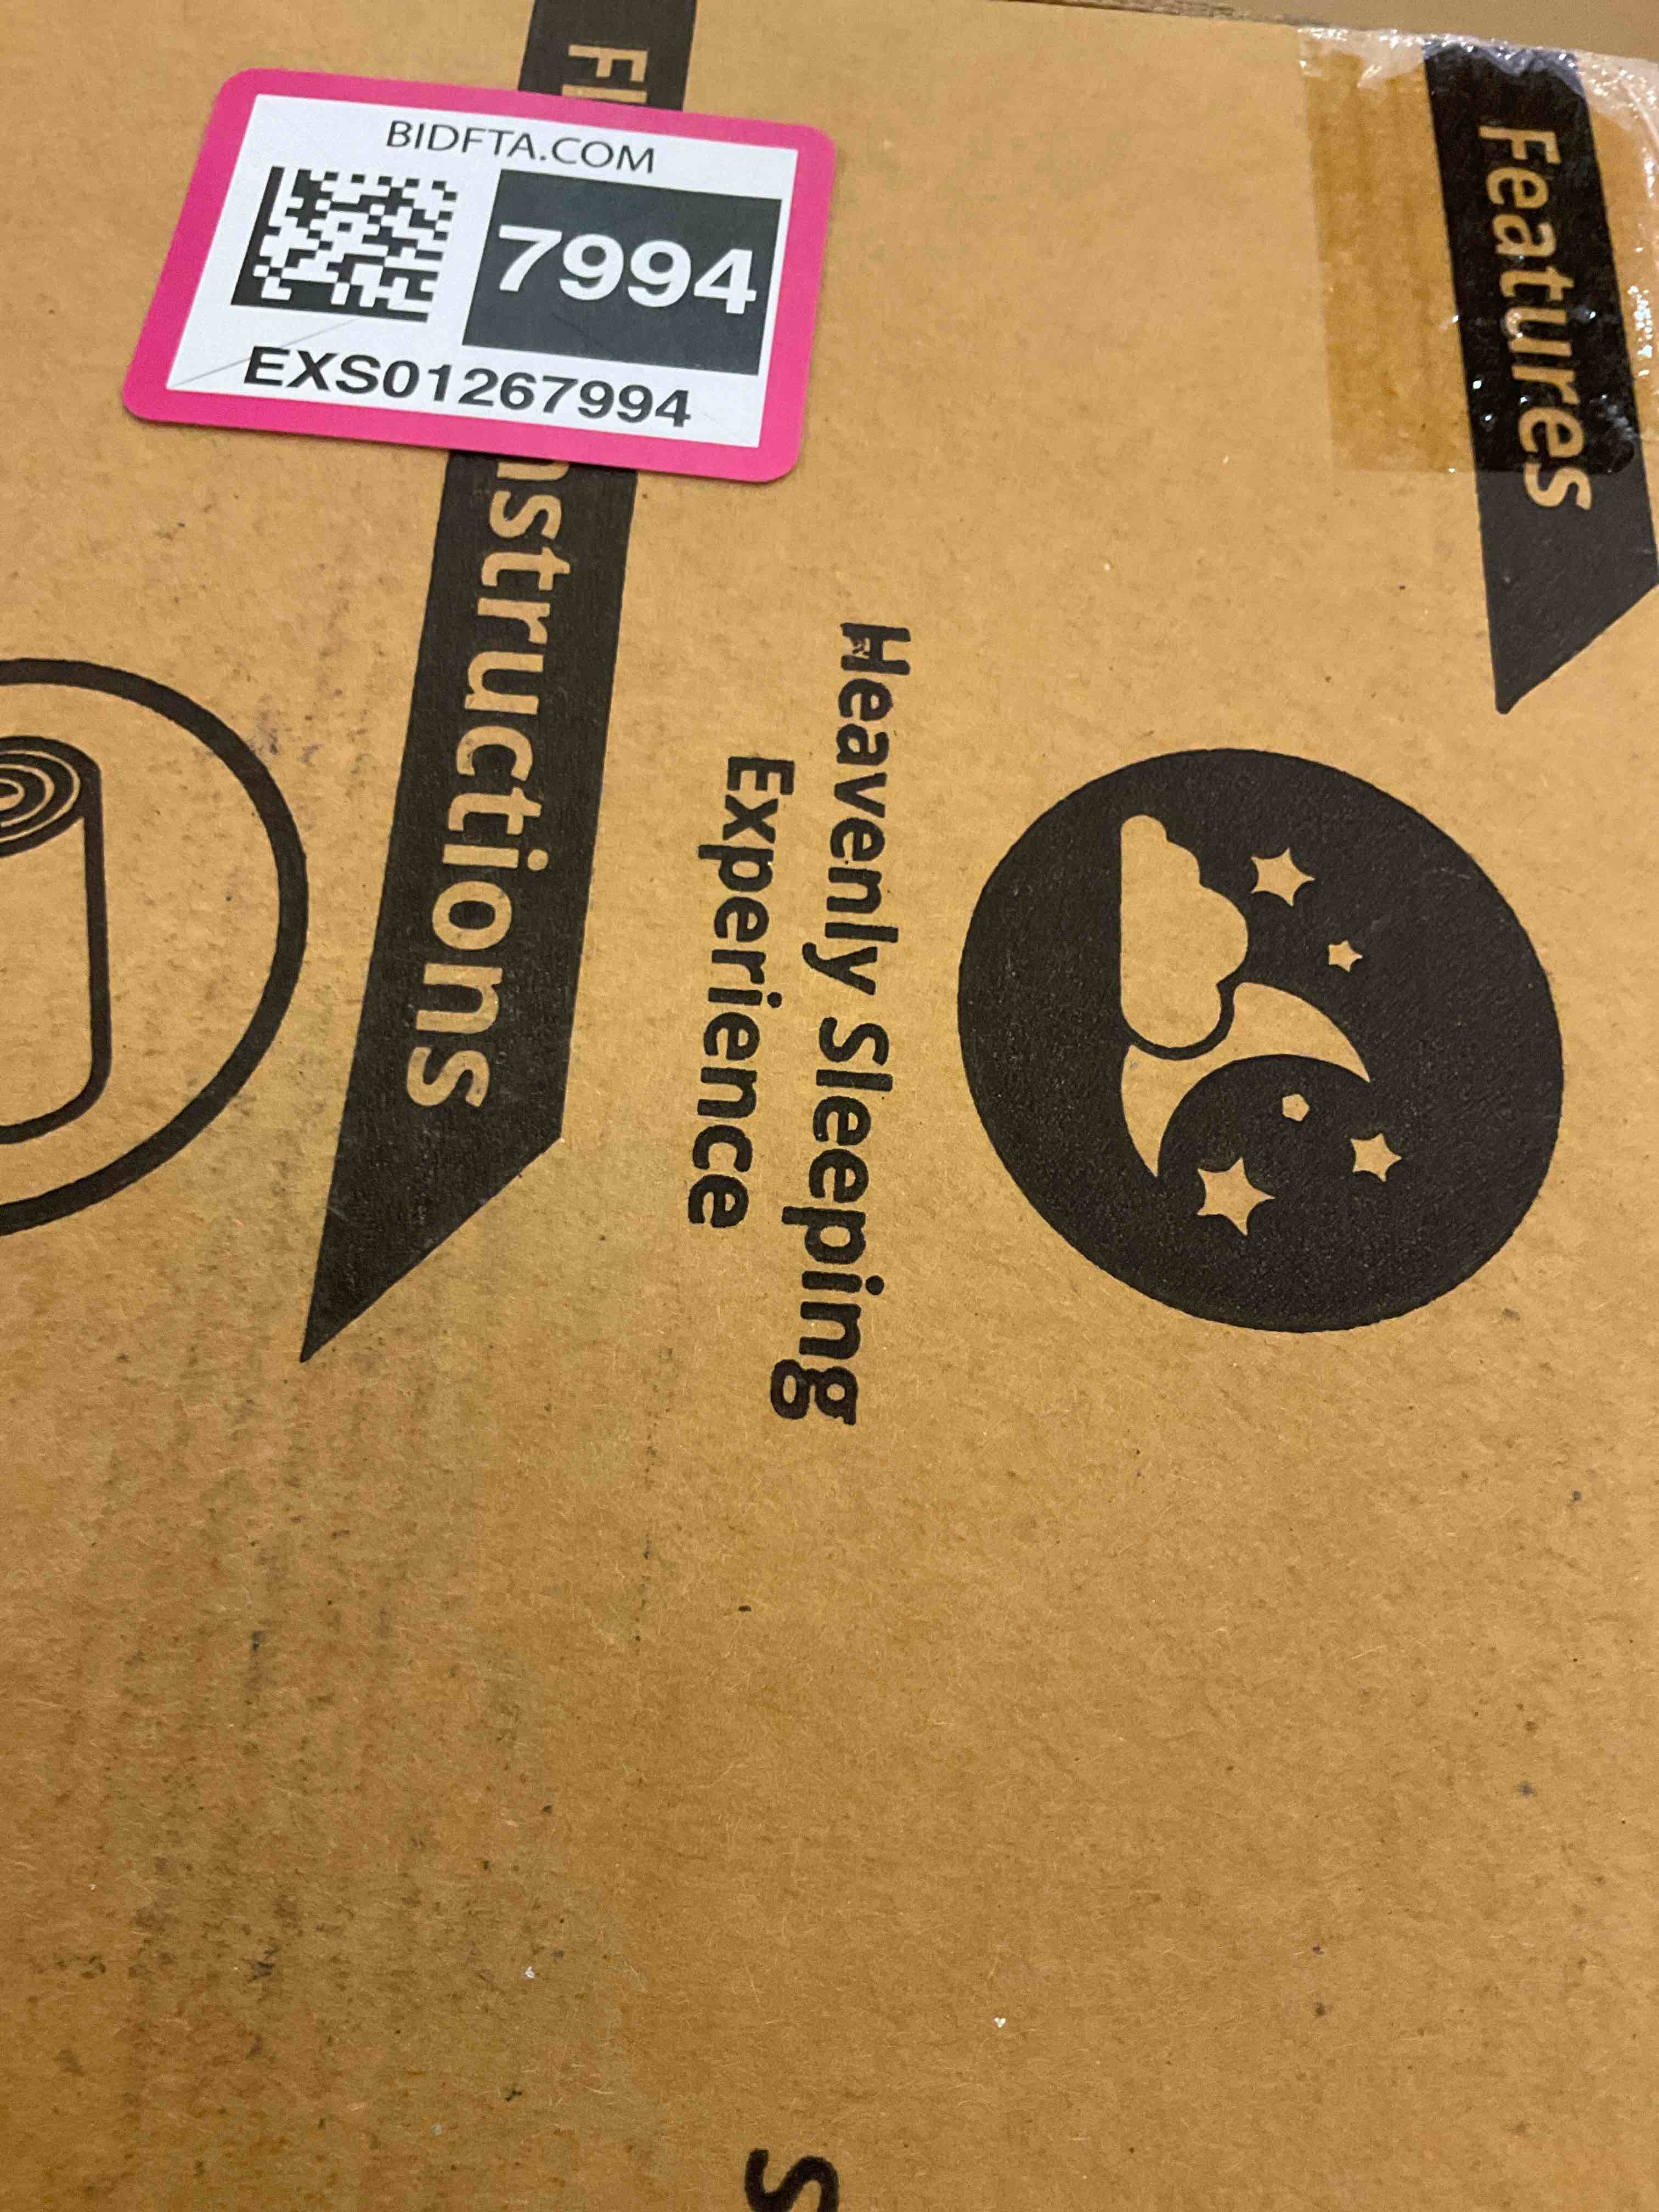 BIDFTA.COM
7994
EXS01267994
Features
Heavenly Sleeping
Experience
nstructions